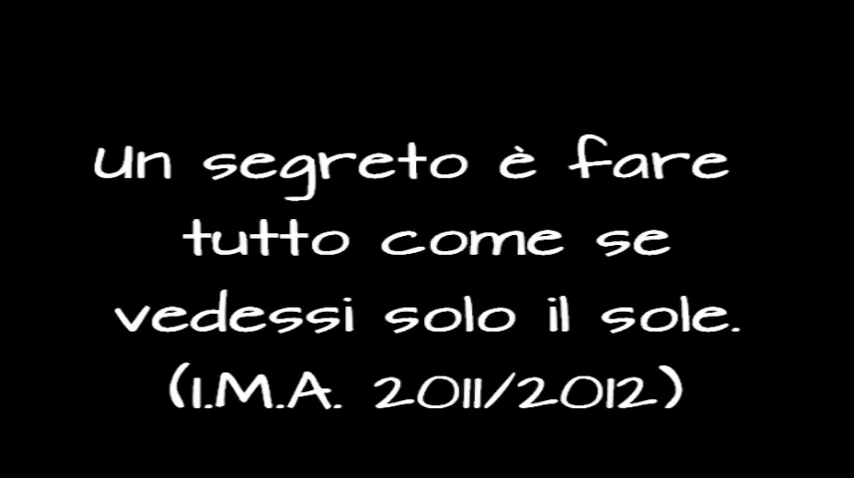 Un segreto è fare
tutto come se
vedessi solo il sole.
(I.M.A. 2011/2012)